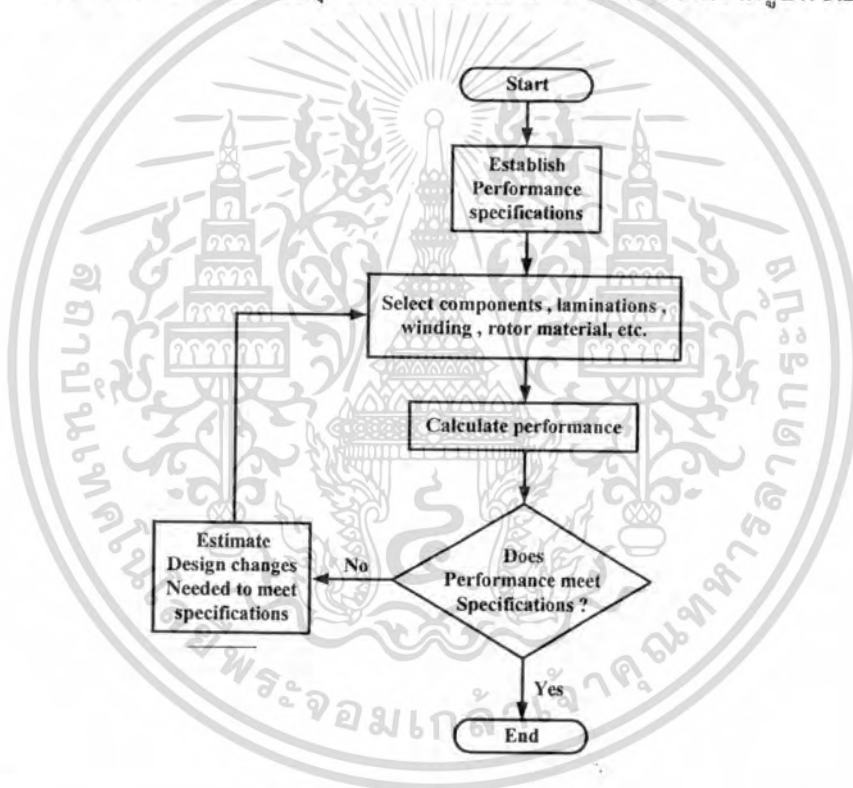 Start
Establish
Performance
specifications
Select components , laminations ,
winding , rotor material, etc.
Calculate performance
Does
Performance meet
Specifications ?
No
Estimate
Design changes
Needed to meet
specifications
Yes
End